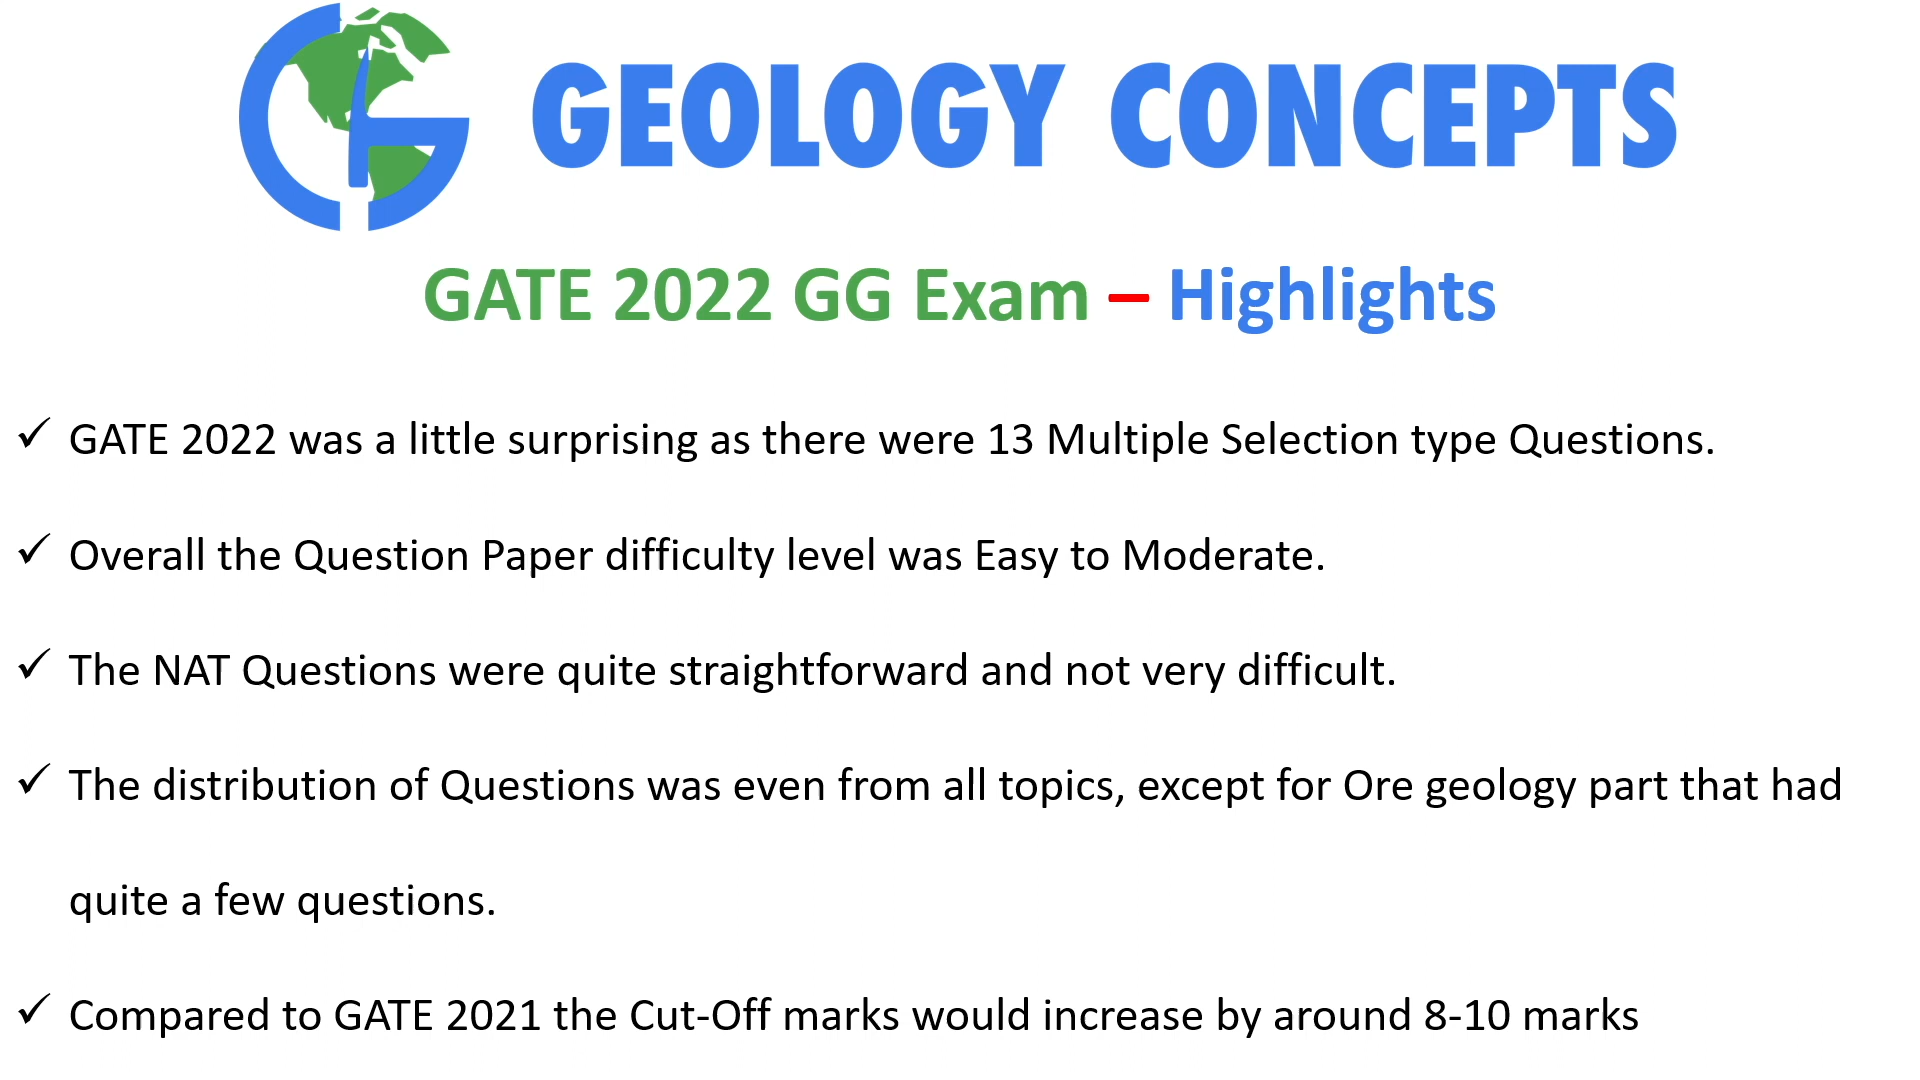 GEOLOGY CONCEPTS
GATE 2022 GG Exam – Highlights
✓ GATE 2022 was a little surprising as there were 13 Multiple Selection type Questions.
✓ Overall the Question Paper difficulty level was Easy to Moderate.
✓ The NAT Questions were quite straightforward and not very difficult.
✓ The distribution of Questions was even from all topics, except for Ore geology part that had
quite a few questions.
✓ Compared to GATE 2021 the Cut-Off marks would increase by around 8-10 marks